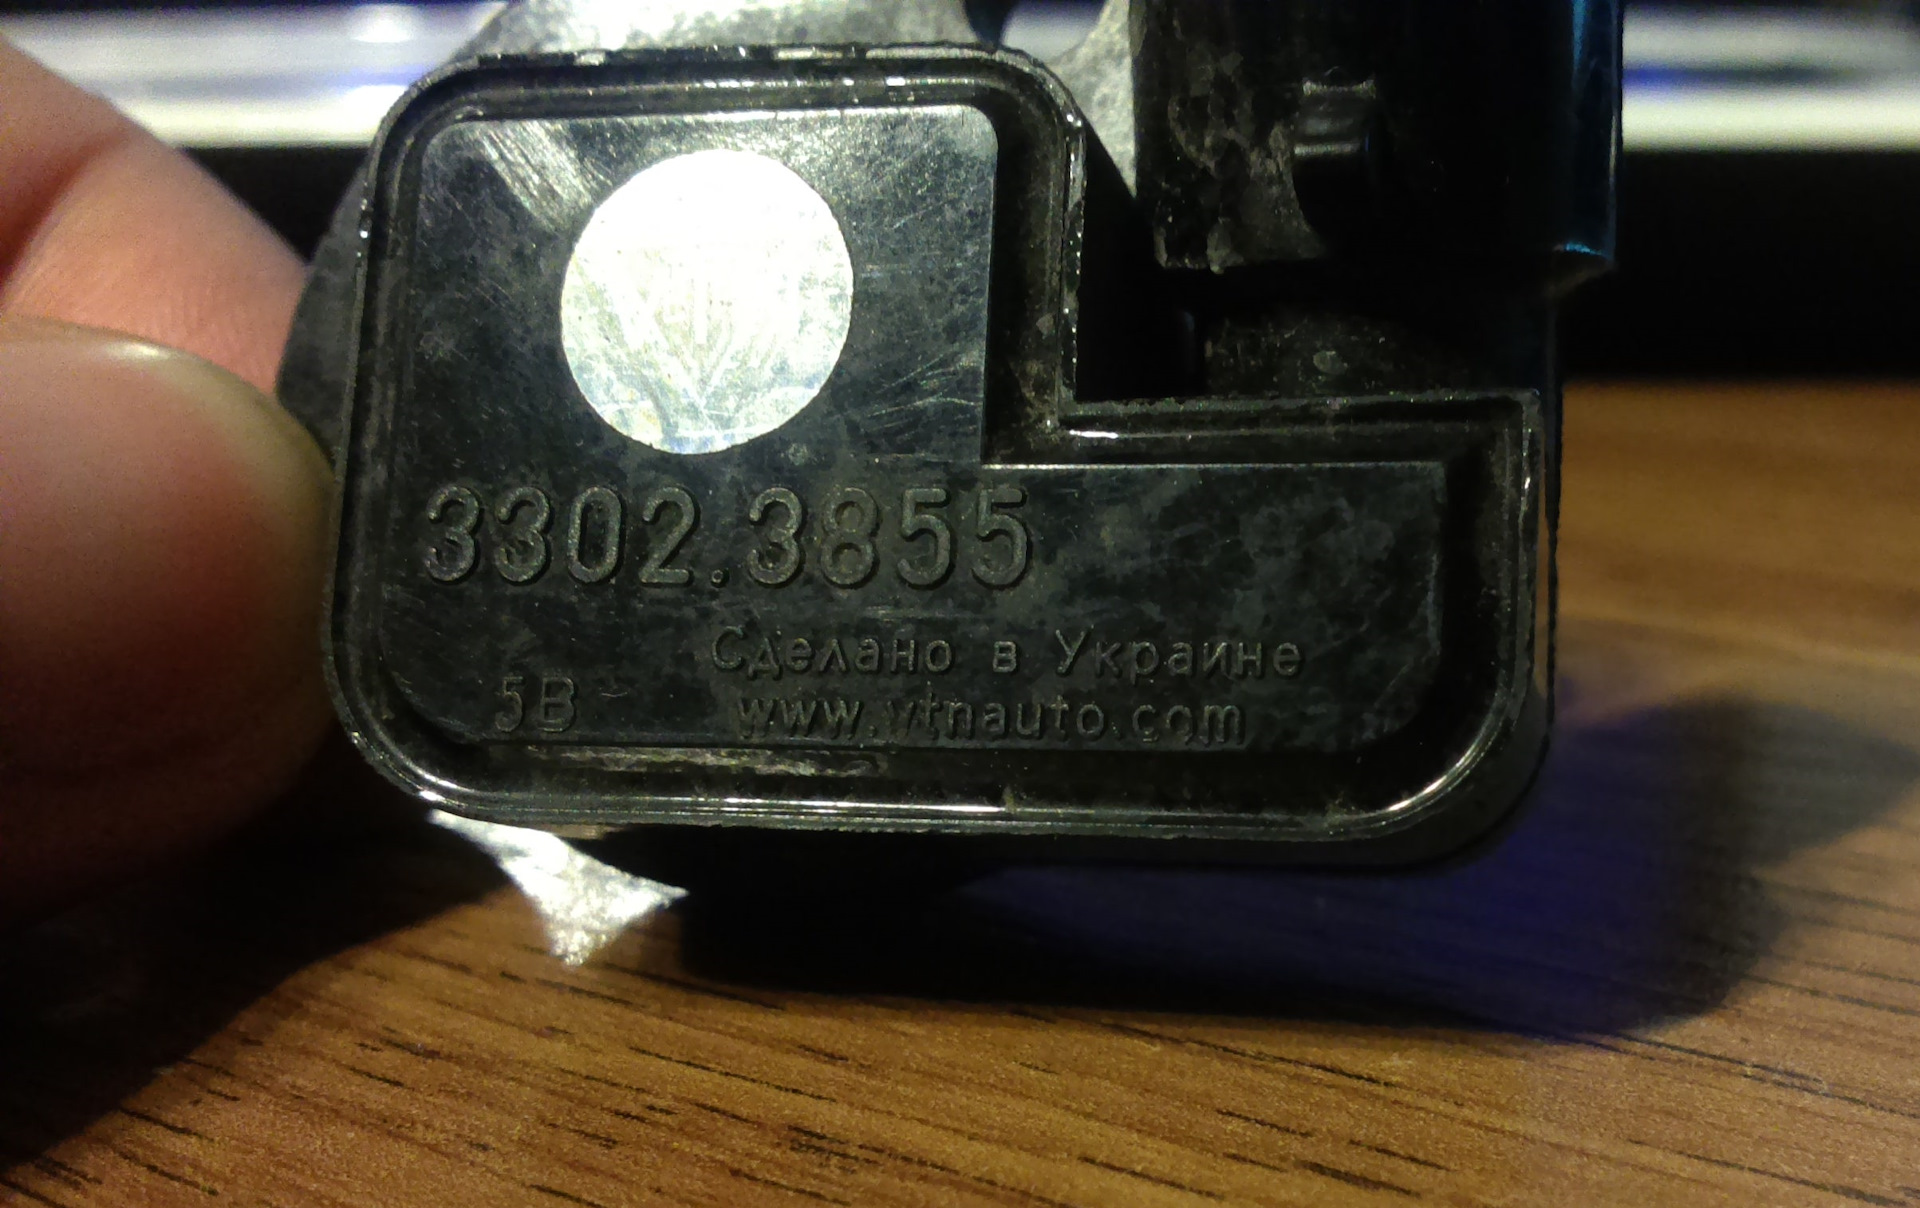 3302.3855
Сделано в Украине
5В www.vtnauto.com